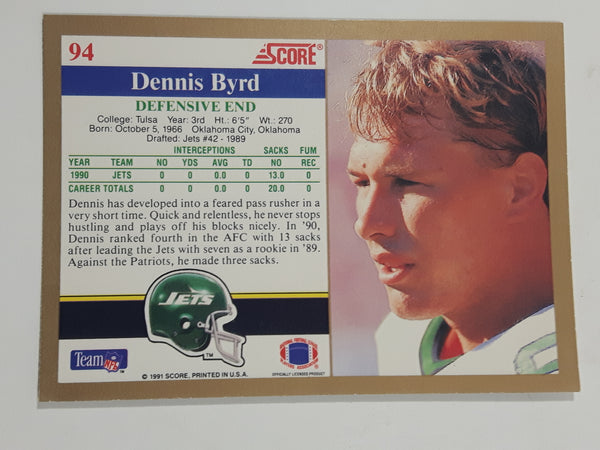 94
SCORE®
Dennis Byrd
DEFENSIVE END
College: Tulsa Year: 3rd Ht.: 6'5" Wt.: 270
Born: October 5, 1966 Oklahoma City, Oklahoma
Drafted: Jets #42 - 1989
INTERCEPTIONS SACKS FUM
YEAR TEAM NO YDS AVG TD NO REC
1990 JETS 0 0 0.0 0 13.0 0
CAREER TOTALS 0 0 0.0 0 20.0 0
Dennis has developed into a feared pass rusher in a
very short time. Quick and relentless, he never stops
hustling and plays off his blocks nicely. In '90,
Dennis ranked fourth in the AFC with 13 sacks
after leading the Jets with seven as a rookie in '89.
Against the Patriots, he made three sacks.
JETS
TM
Team NFL TM
© 1991 SCORE, PRINTED IN U.S.A.
OFFICIALLY LICENSED PRODUCT